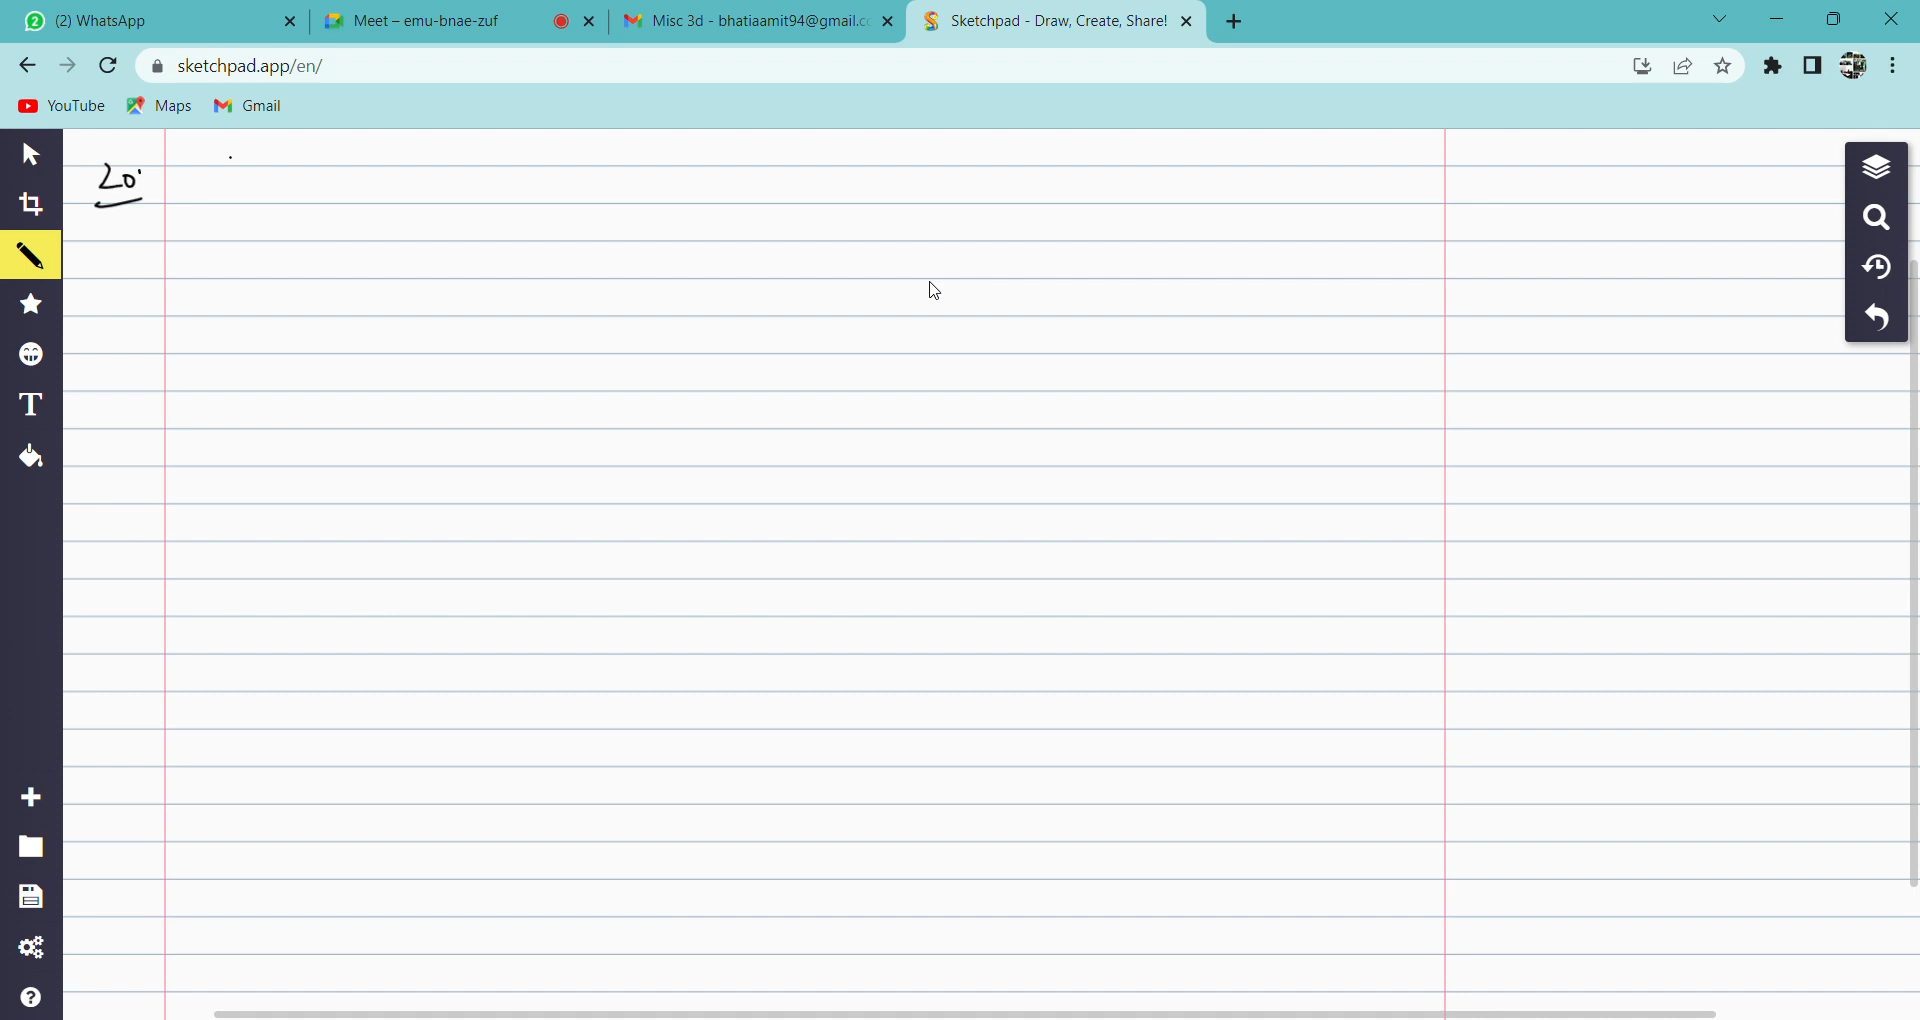 (2) WhatsApp
Meet – emu-bnae-zuf
Misc 3d - bhatiaamit94@gmail.c
Sketchpad - Draw, Create, Share!
sketchpad.app/en/
YouTube
Maps
Gmail
20.